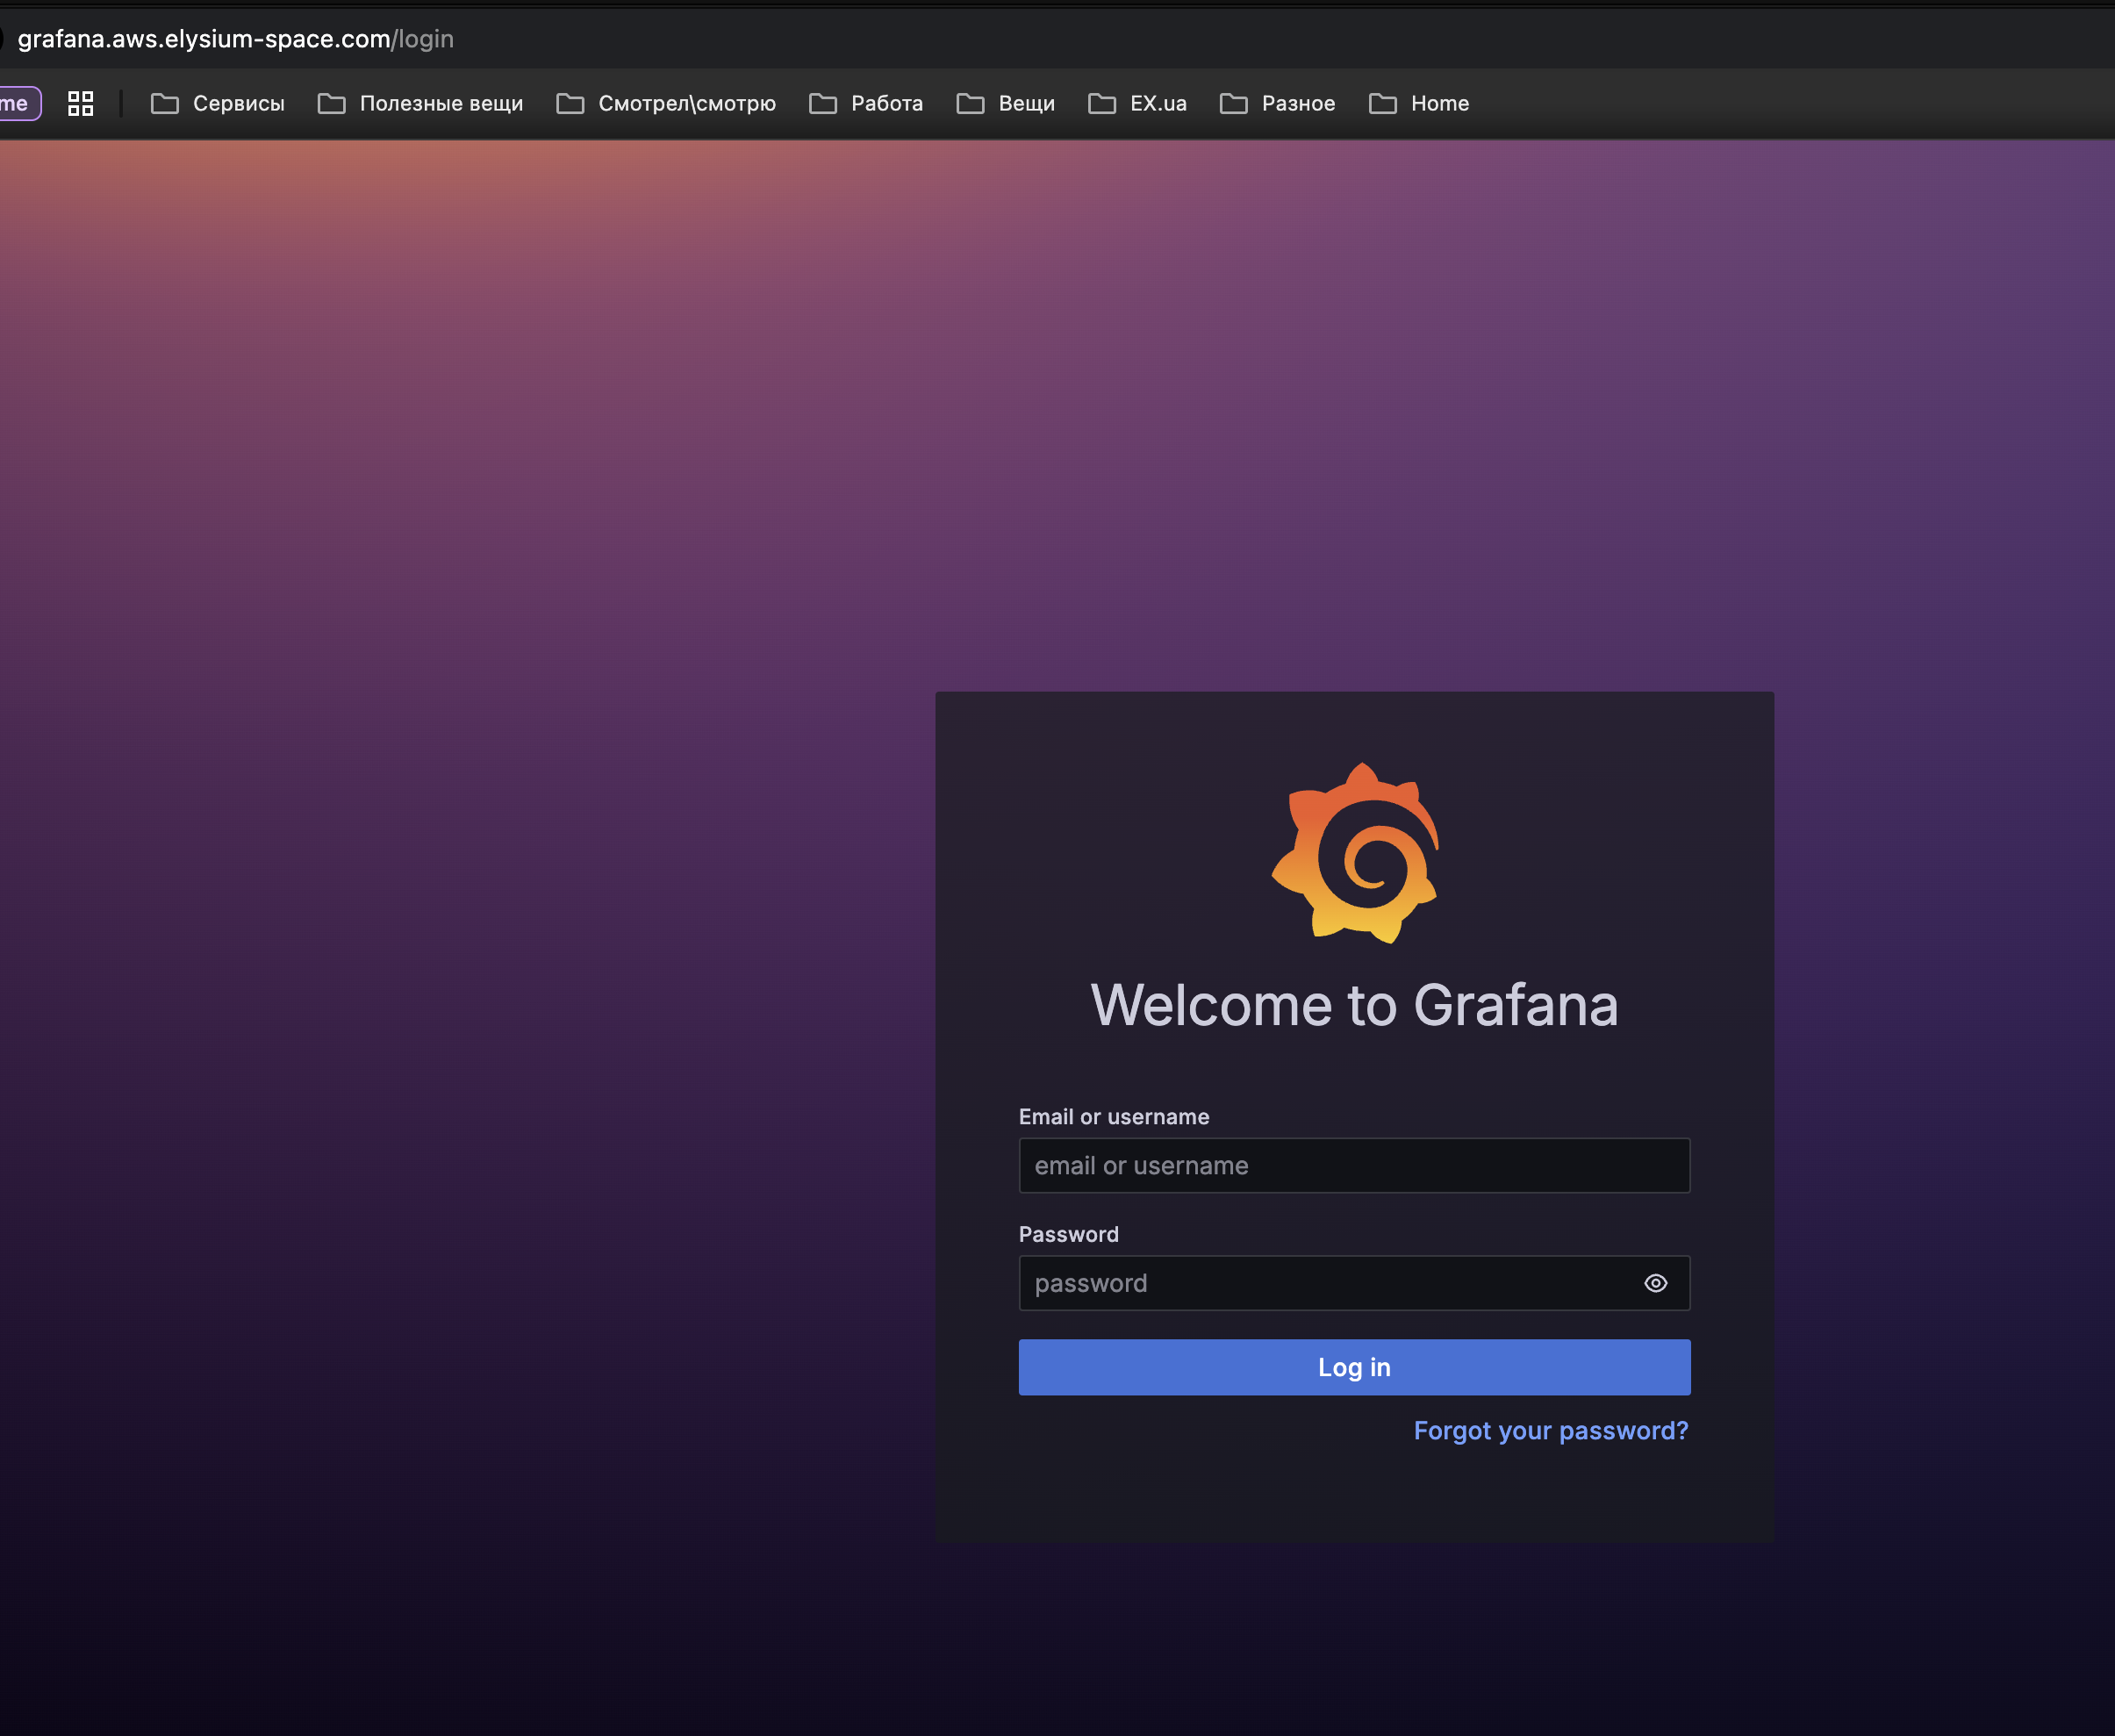 grafana.aws.elysium-space.com/login
me Сервисы Полезные вещи Смотрел\смотрю Работа Вещи EX.ua Разное Home
Welcome to Grafana
Email or username
email or username
Password
password
Log in
Forgot your password?